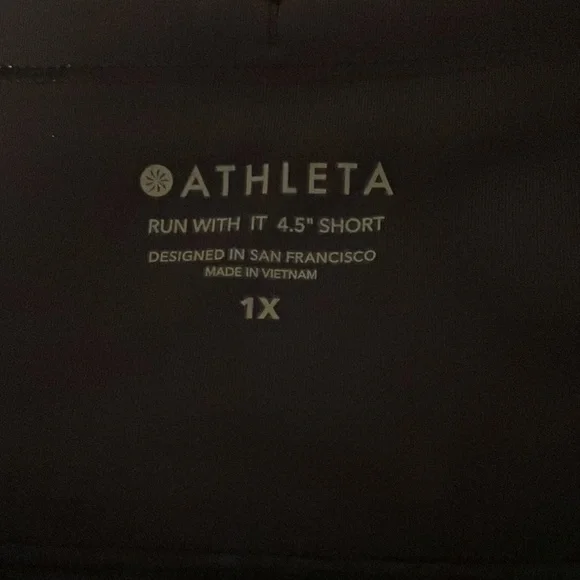 ATHLETA
RUN WITH IT 4.5" SHORT
DESIGNED IN SAN FRANCISCO
MADE IN VIETNAM
1X